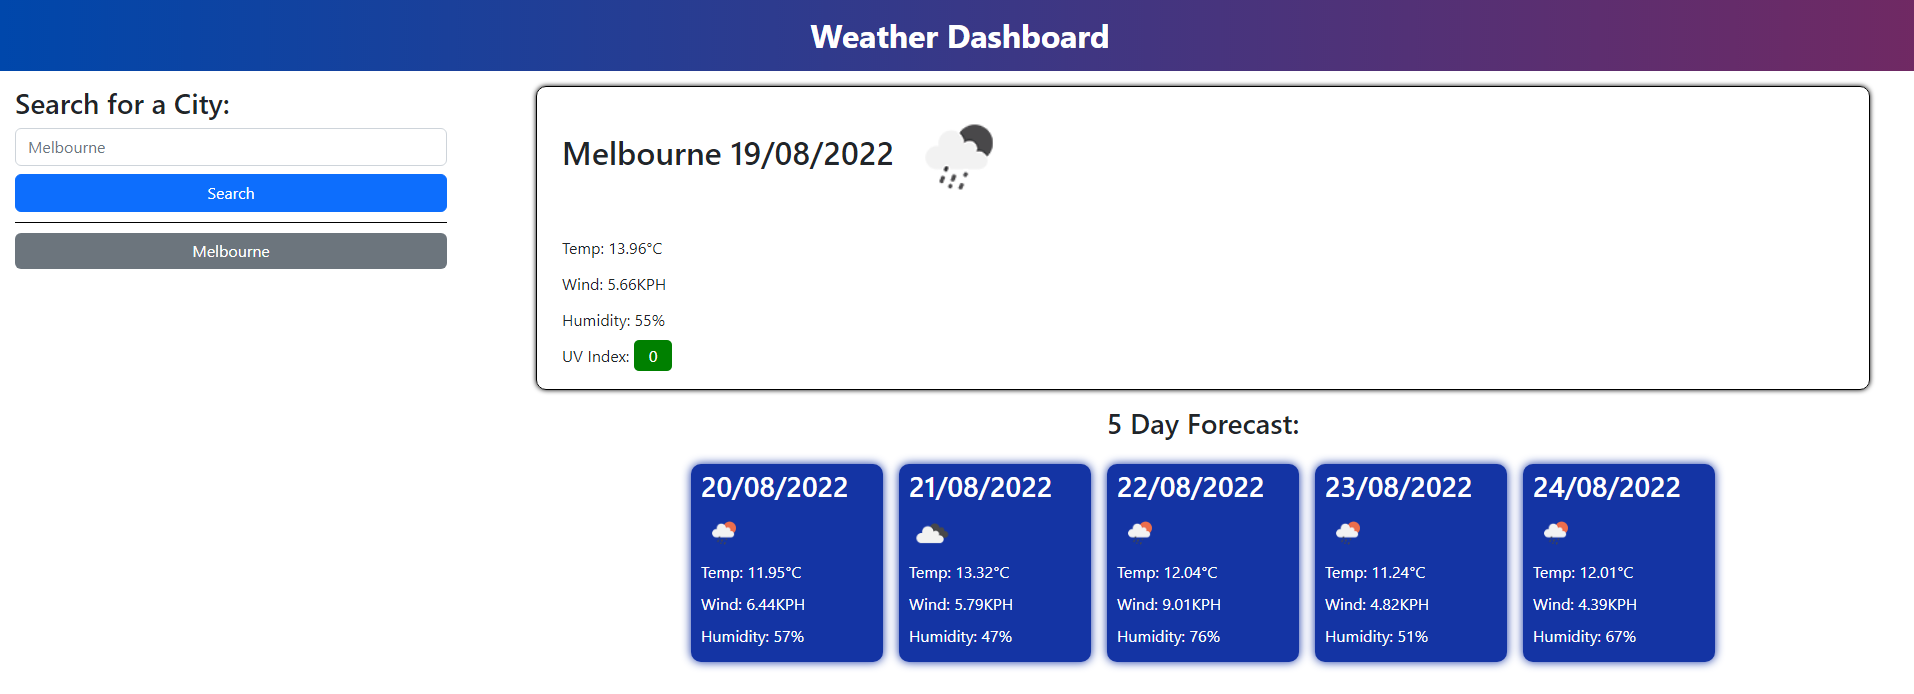 Weather Dashboard
Search for a City:
Melbourne
Search
Melbourne
Melbourne 19/08/2022
Temp: 13.96°C
Wind: 5.66KPH
Humidity: 55%
UV Index: 0
5 Day Forecast:
20/08/2022
Temp: 11.95°C
Wind: 6.44KPH
Humidity: 57%
21/08/2022
Temp: 13.32°C
Wind: 5.79KPH
Humidity: 47%
22/08/2022
Temp: 12.04°C
Wind: 9.01KPH
Humidity: 76%
23/08/2022
Temp: 11.24°C
Wind: 4.82KPH
Humidity: 51%
24/08/2022
Temp: 12.01°C
Wind: 4.39KPH
Humidity: 67%